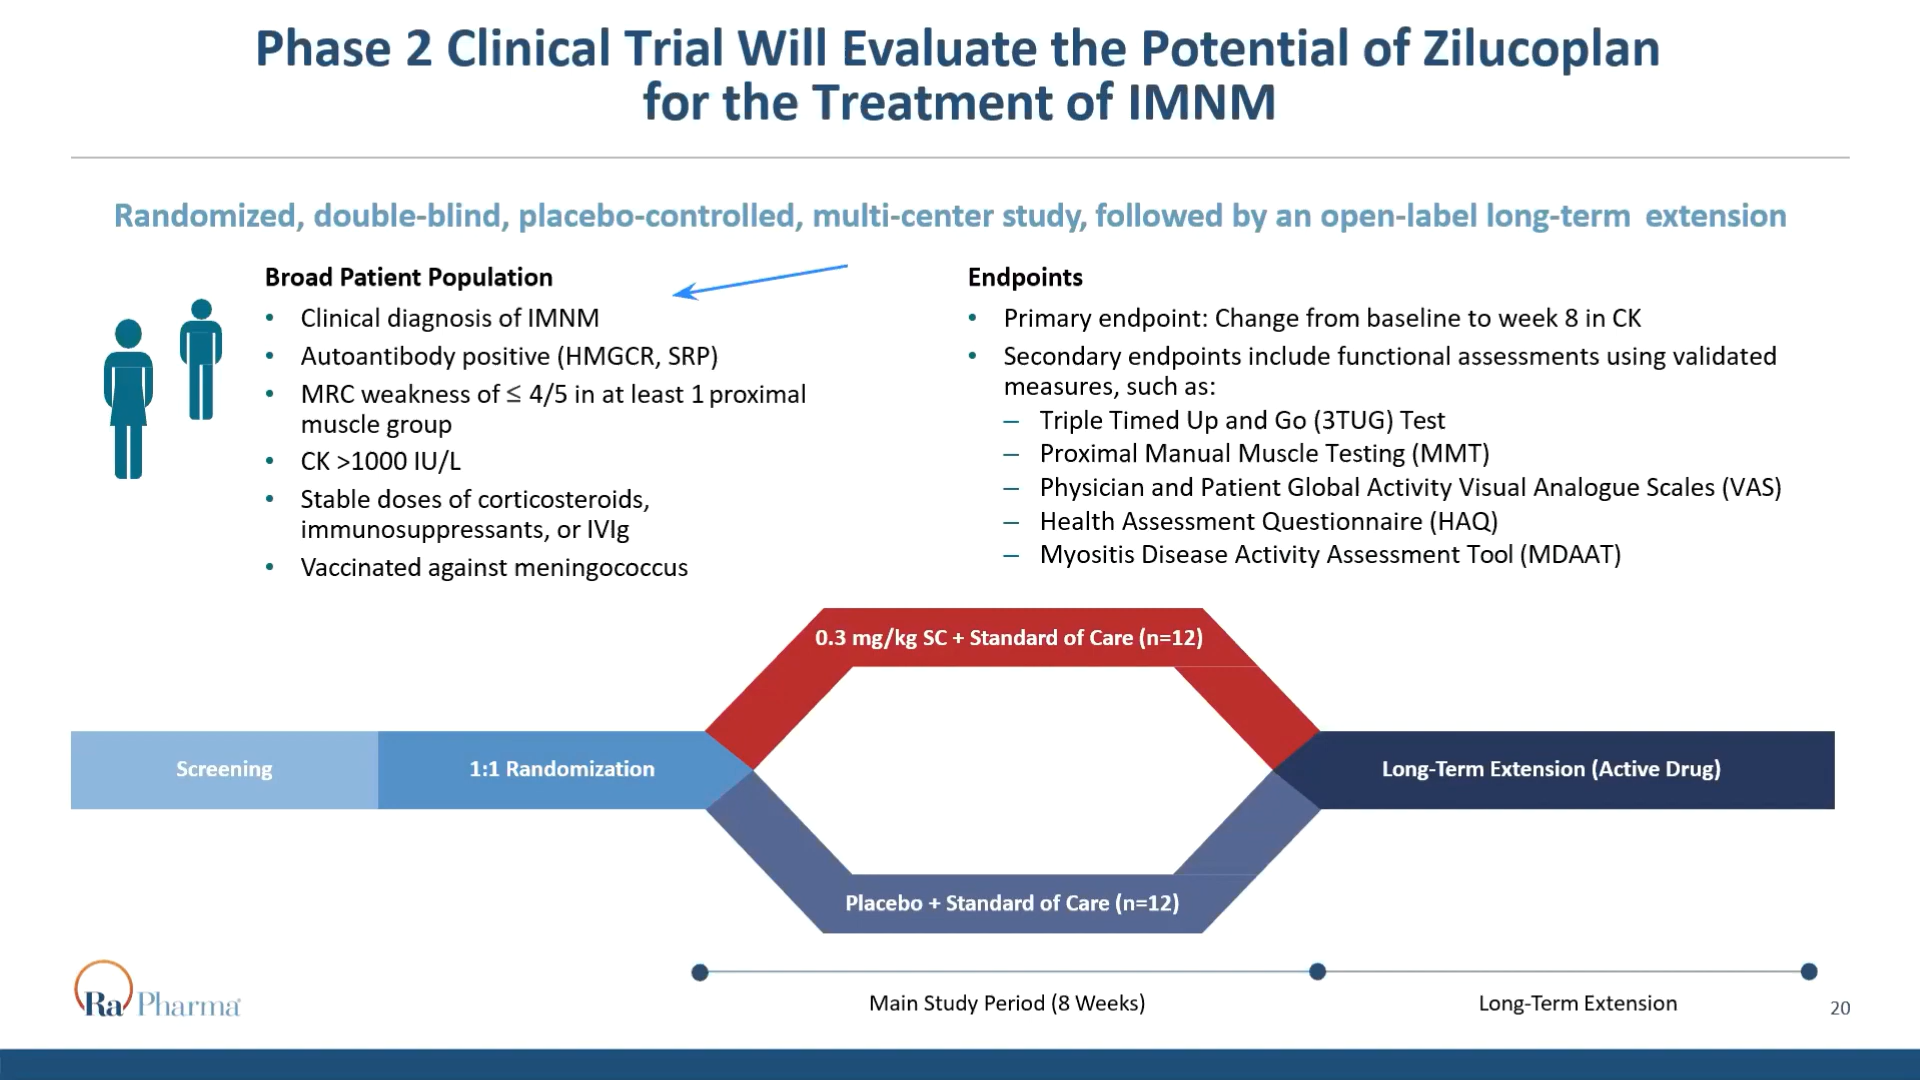 Phase 2 Clinical Trial Will Evaluate the Potential of Zilucoplan
for the Treatment of IMNM
Randomized, double-blind, placebo-controlled, multi-center study, followed by an open-label long-term extension
Broad Patient Population
• Clinical diagnosis of IMNM
• Autoantibody positive (HMGCR, SRP)
• MRC weakness of ≤ 4/5 in at least 1 proximal
muscle group
• CK >1000 IU/L
• Stable doses of corticosteroids,
immunosuppressants, or IVIg
• Vaccinated against meningococcus
Endpoints
• Primary endpoint: Change from baseline to week 8 in CK
• Secondary endpoints include functional assessments using validated
measures, such as:
– Triple Timed Up and Go (3TUG) Test
– Proximal Manual Muscle Testing (MMT)
– Physician and Patient Global Activity Visual Analogue Scales (VAS)
– Health Assessment Questionnaire (HAQ)
– Myositis Disease Activity Assessment Tool (MDAAT)
0.3 mg/kg SC + Standard of Care (n=12)
Screening
1:1 Randomization
Long-Term Extension (Active Drug)
Placebo + Standard of Care (n=12)
Main Study Period (8 Weeks)
Long-Term Extension
Ra Pharma
20